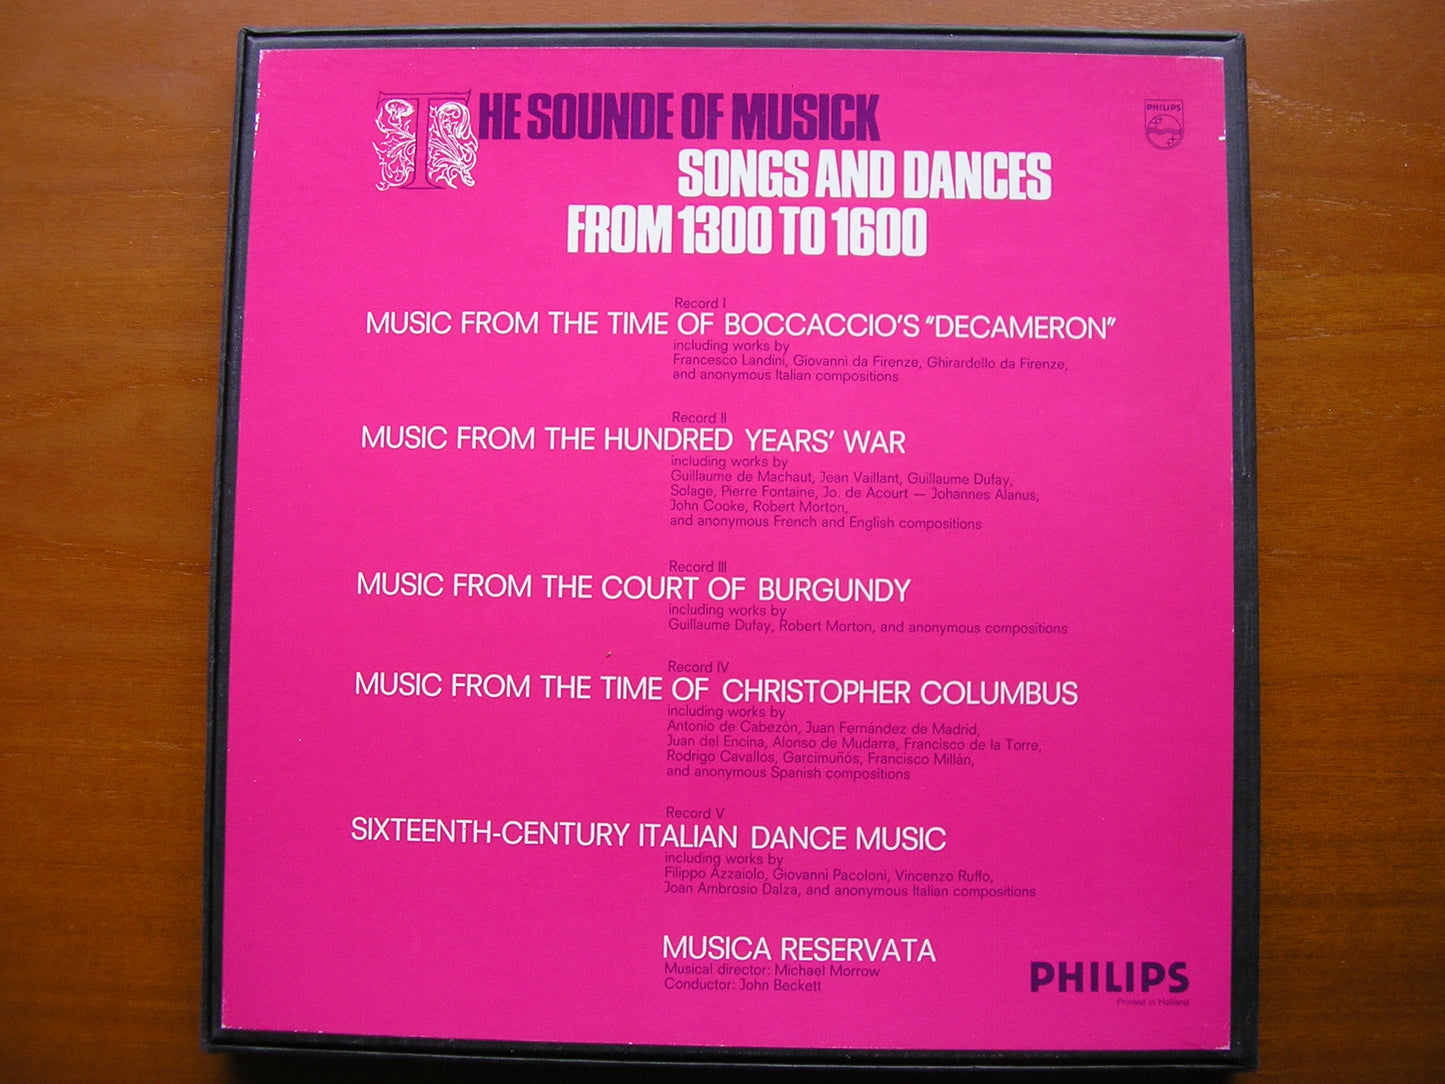 THE SOUNDE OF MUSICK
PHILIPS
SONGS AND DANCES
FROM 1300 TO 1600
Record I
MUSIC FROM THE TIME OF BOCCACCIO'S "DECAMERON"
including works by
Francesco Landini, Giovanni da Firenze, Ghirardello da Firenze,
and anonymous Italian compositions
Record II
MUSIC FROM THE HUNDRED YEARS' WAR
including works by
Guillaume de Machaut, Jean Vaillant, Guillaume Dufay,
Solage, Pierre Fontaine, Jo. de Acourt — Johannes Alanus,
John Cooke, Robert Morton,
and anonymous French and English compositions
Record III
MUSIC FROM THE COURT OF BURGUNDY
including works by
Guillaume Dufay, Robert Morton, and anonymous compositions
Record IV
MUSIC FROM THE TIME OF CHRISTOPHER COLUMBUS
including works by
Antonio de Cabezón, Juan Fernández de Madrid,
Juan del Encina, Alonso de Mudarra, Francisco de la Torre,
Rodrigo Cavallos, Garcimuñós, Francisco Millán,
and anonymous Spanish compositions
Record V
SIXTEENTH-CENTURY ITALIAN DANCE MUSIC
including works by
Filippo Azzaiolo, Giovanni Pacoloni, Vincenzo Ruffo,
Joan Ambrosio Dalza, and anonymous Italian compositions
MUSICA RESERVATA
Musical director: Michael Morrow
Conductor: John Beckett
PHILIPS
Printed in Holland